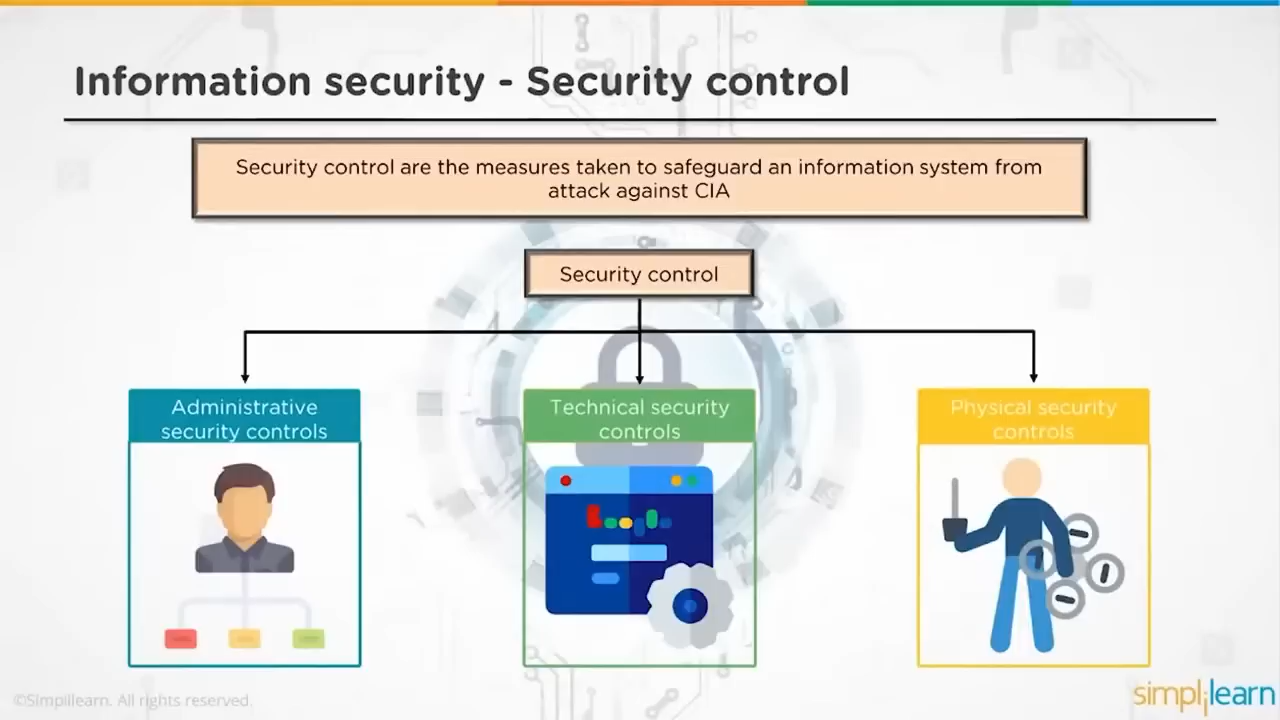 Information security - Security control
Security control are the measures taken to safeguard an information system from
attack against CIA
Security control
Administrative
security controls
Technical security
controls
Physical security
controls
©Simplilearn. All rights reserved.
simplilearn